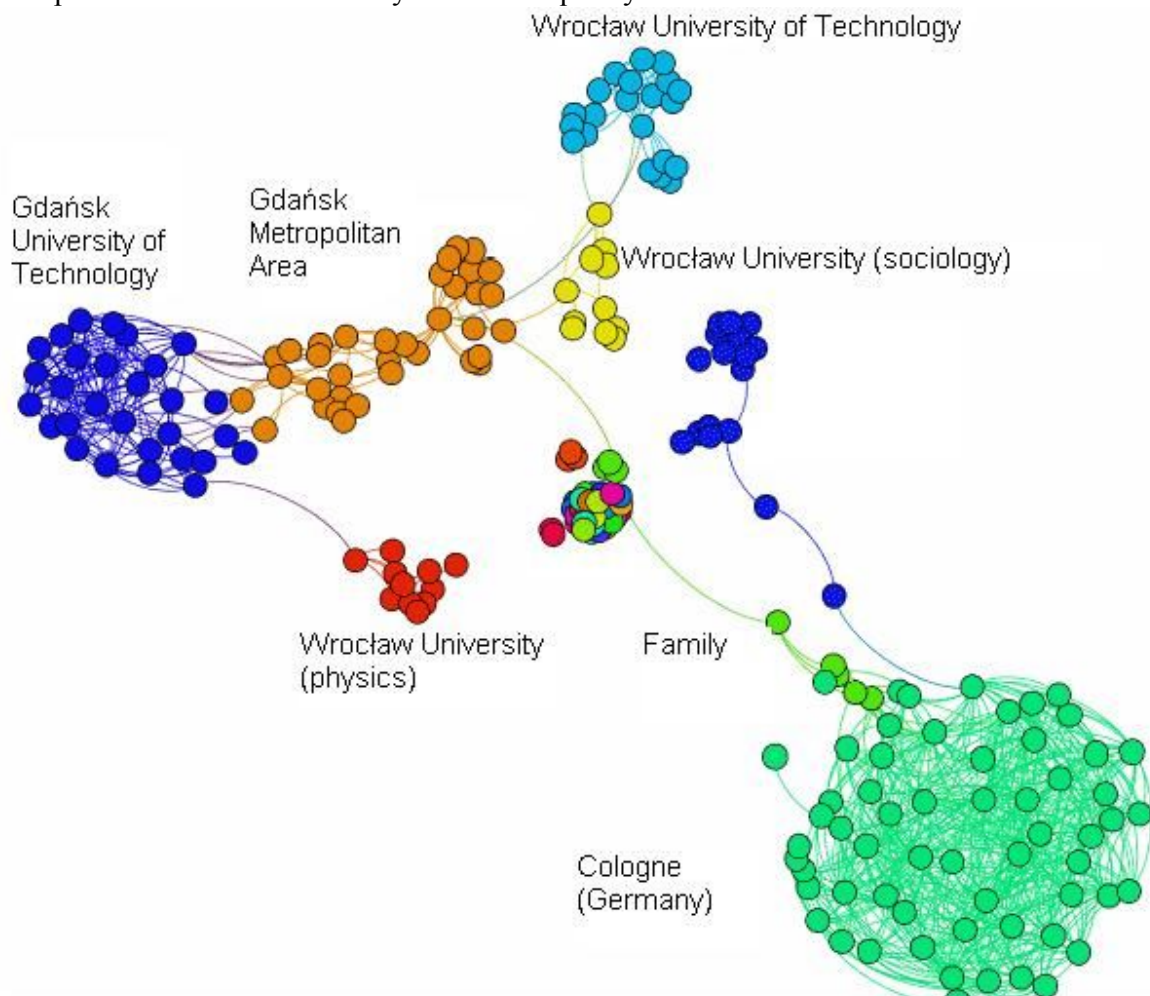 Wrocław University of Technology
Gdańsk
University of
Technology
Gdańsk
Metropolitan
Area
Wrocław University (sociology)
Wrocław University
(physics)
Family
Cologne
(Germany)